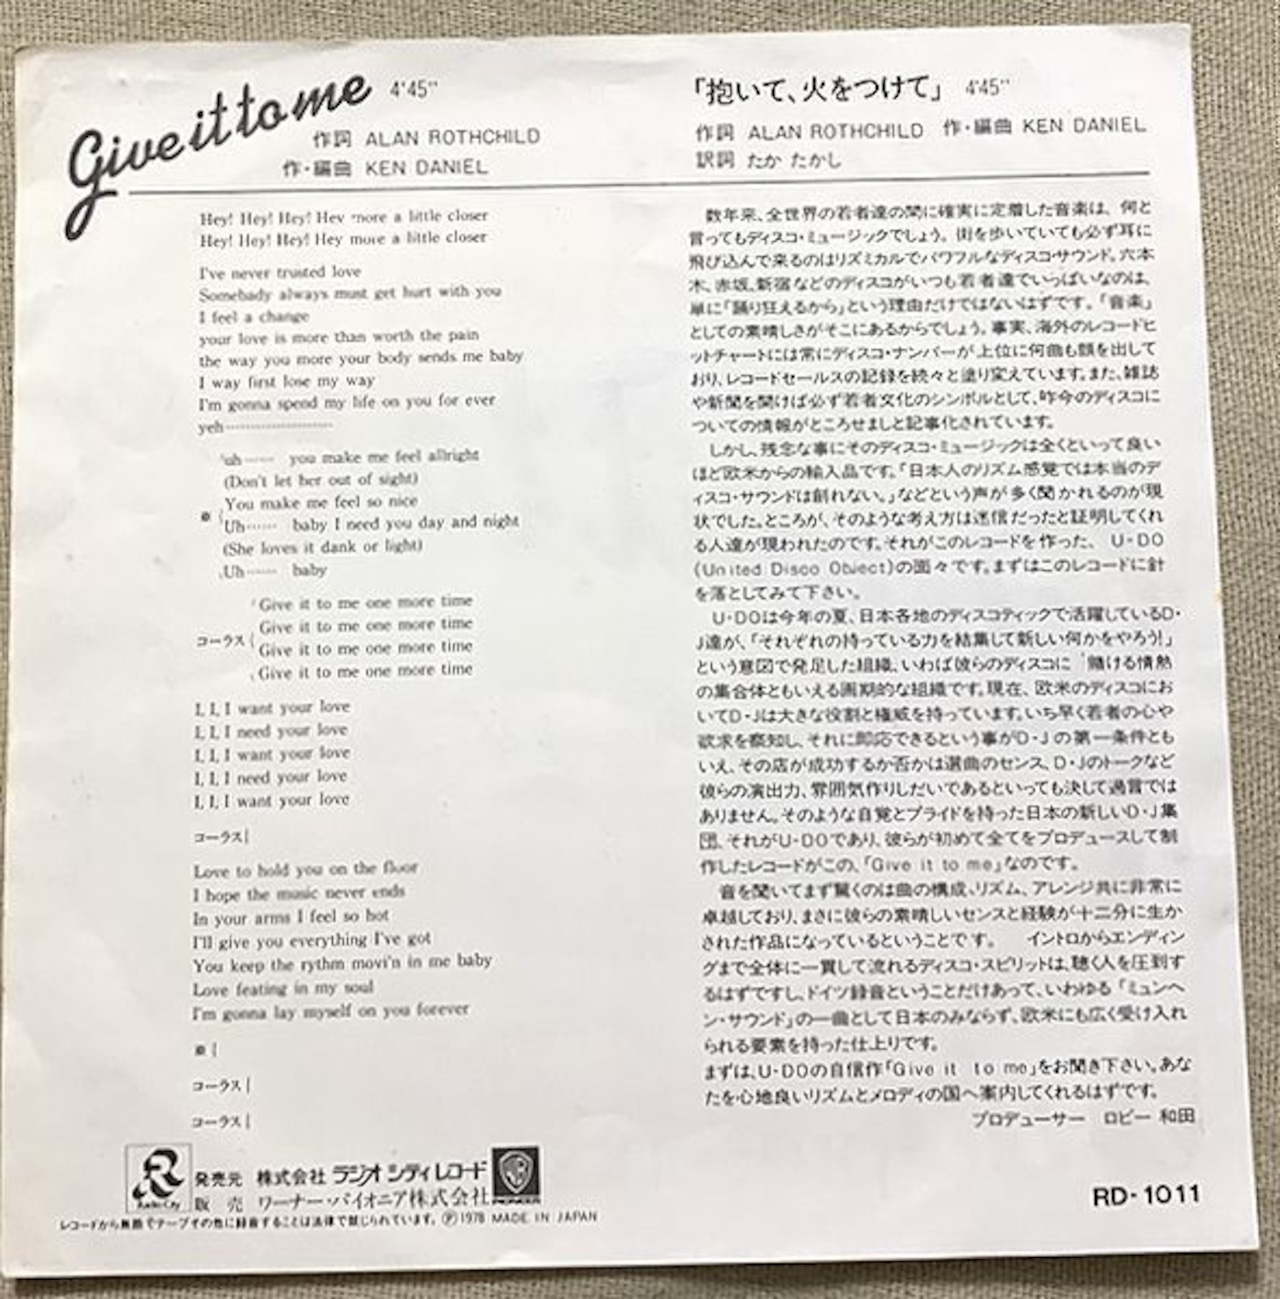 Give it to me 4'45"
作詞 ALAN ROTHCHILD
作・編曲 KEN DANIEL
Hey! Hey! Hey! Hey more a little closer
Hey! Hey! Hey! Hey more a little closer
I've never trusted love
Somebady always must get hurt with you
I feel a change
your love is more than worth the pain
the way you more your body sends me baby
I way first lose my way
I'm gonna spend my life on you for ever
yeh
uh …… you make me feel allright
(Don't let her out of sight)
You make me feel so nice
※
Uh…… baby I need you day and night
(She loves it dank or light)
Uh…… baby
Give it to me one more time
Give it to me one more time
コーラス
Give it to me one more time
Give it to me one more time
I, I, I want your love
I, I, I need your love
I, I, I want your love
I, I, I need your love
I, I, I want your love
コーラス
Love to hold you on the floor
I hope the music never ends
In your arms I feel so hot
I'll give you everything I've got
You keep the rythm movi'n in me baby
Love feating in my soul
I'm gonna lay myself on you forever
※
コーラス
コーラス
「抱いて、火をつけて」 4'45"
作詞 ALAN ROTHCHILD 作・編曲 KEN DANIEL
訳詞 たか たかし
数年来、全世界の若者達の間に確実に定着した音楽は、何と
言ってもディスコ・ミュージックでしょう。街を歩いていても必ず耳に
飛び込んで来るのはリズミカルでパワフルなディスコ・サウンド。六本
木、赤坂、新宿などのディスコがいつも若者達でいっぱいなのは、
単に「踊り狂えるから」という理由だけではないはずです。「音楽」
としての素晴しさがそこにあるからでしょう。事実、海外のレコードヒ
ットチャートには常にディスコ・ナンバーが上位に何曲も顔を出して
おり、レコードセールスの記録を続々と塗り変えています。また、雑誌
や新聞を開けば必ず若者文化のシンボルとして、昨今のディスコに
ついての情報がところせましと記事化されています。
しかし、残念な事にそのディスコ・ミュージックは全くといって良い
ほど欧米からの輸入品です。「日本人のリズム感覚では本当のデ
ィスコ・サウンドは創れない。」などという声が多く聞かれるのが現
状でした。ところが、そのような考え方は迷信だったと証明してくれ
る人達が現われたのです。それがこのレコードを作った、 U・DO
(United Disco Object)の面々です。まずはこのレコードに針
を落としてみて下さい。
U・DOは今年の夏、日本各地のディスコティックで活躍しているD・
J達が、「それぞれの持っている力を結集して新しい何かをやろう!」
という意図で発足した組織、いわば彼らのディスコに 賭ける情熱
の集合体ともいえる画期的な組織です。現在、欧米のディスコにお
いてD・Jは大きな役割と権威を持っています。いち早く若者の心や
欲求を察知し、それに即応できるという事がD・Jの第一条件とも
いえ、その店が成功するか否かは選曲のセンス、D・Jのトークなど
彼らの演出力、雰囲気作りしだいであるといっても決して過言では
ありません。そのような自覚とプライドを持った日本の新しいD・J集
団、それがU・DOであり、彼らが初めて全てをプロデュースして制
作したレコードがこの、「Give it to me」なのです。
音を聞いてまず驚くのは曲の構成、リズム、アレンジ共に非常に
卓越しており、まさに彼らの素晴しいセンスと経験が十二分に生か
された作品になっているということです。 イントロからエンディン
グまで全体に一貫して流れるディスコ・スピリットは、聴く人を圧到す
るはずですし、ドイツ録音ということだけあって、いわゆる「ミュンヘ
ン・サウンド」の一曲として日本のみならず、欧米にも広く受け入れ
られる要素を持った仕上りです。
まずは、U・DOの自信作「Give it to me」をお聞き下さい。あな
たを心地良いリズムとメロディの国へ案内してくれるはずです。
プロデューサー ロビー 和田
Radio City
発売元 株式会社 ラジオ シティ レコード
販 売 ワーナー・パイオニア株式会社
PIONEER
レコードから無断でテープその他に録音することは法律で禁じられています。 Ⓟ1978 MADE IN JAPAN
RD-1011